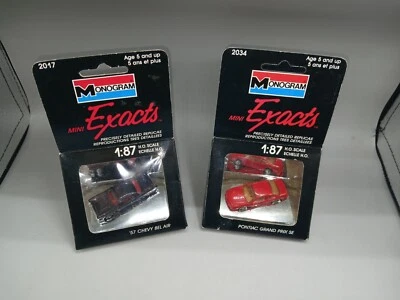 2017
Age 5 and up
5 ans et plus
MONOGRAM
MINI Exacts
PRECISELY DETAILED REPLICAS
REPRODUCTIONS TRES DETAILLEES
1:87 H.O. SCALE
ECHELLE H.O.
'57 CHEVY BEL AIR
2034
Age 5 and up
5 ans et plus
MONOGRAM
MINI Exacts
PRECISELY DETAILED REPLICAS
REPRODUCTIONS TRES DETAILLEES
1:87 H.O. SCALE
ECHELLE H.O.
PONTIAC GRAND PRIX SE